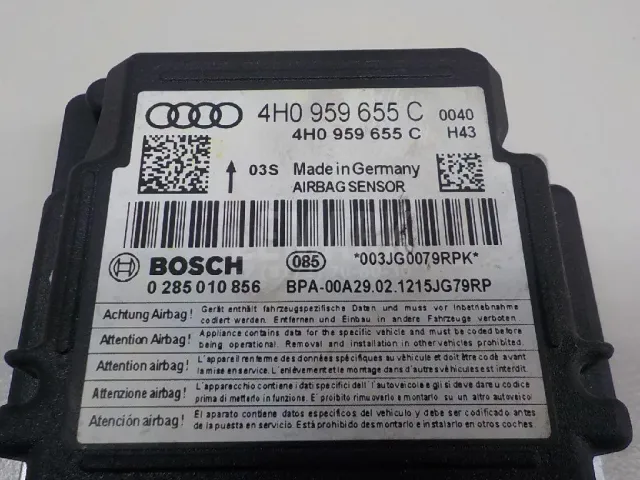 4H0 959 655 C 0040
4H0 959 655 C H43
03S Made in Germany
AIRBAG SENSOR
BOSCH 085 *003JG0079RPK*
0 285 010 856 BPA-00A29.02.1215JG79RP
Achtung Airbag! Gerät enthält fahrzeugspezifische Daten und muss vor Inbetriebnahme
codiert werden. Entfernen und Einbau in andere Fahrzeuge verboten.
Attention Airbag! Appliance contains data for the specific vehicle and must be coded before
being operational. Removal and installation in other vehicles prohibited.
Attention airbag! L'appareil renferme des données spécifiques au véhicule et doit être codé avant
la mise en service. L'enlèvement et le montage dans d'autres véhicules est interdit.
Attenzione airbag! L'apparecchio contiene i dati specifici dell'l'autoveicolo e gli si deve dare u codice
prima di metterlo in funzione. E'proibito rimuoverlo e montarlo su un altro autoveicolo
Atención airbag! El aparato contiene datos específicos del vehículo y debe ser codificado antes
de la puesta en servicio. Está prohibido desmontarlo e instalarlo en otros coches.